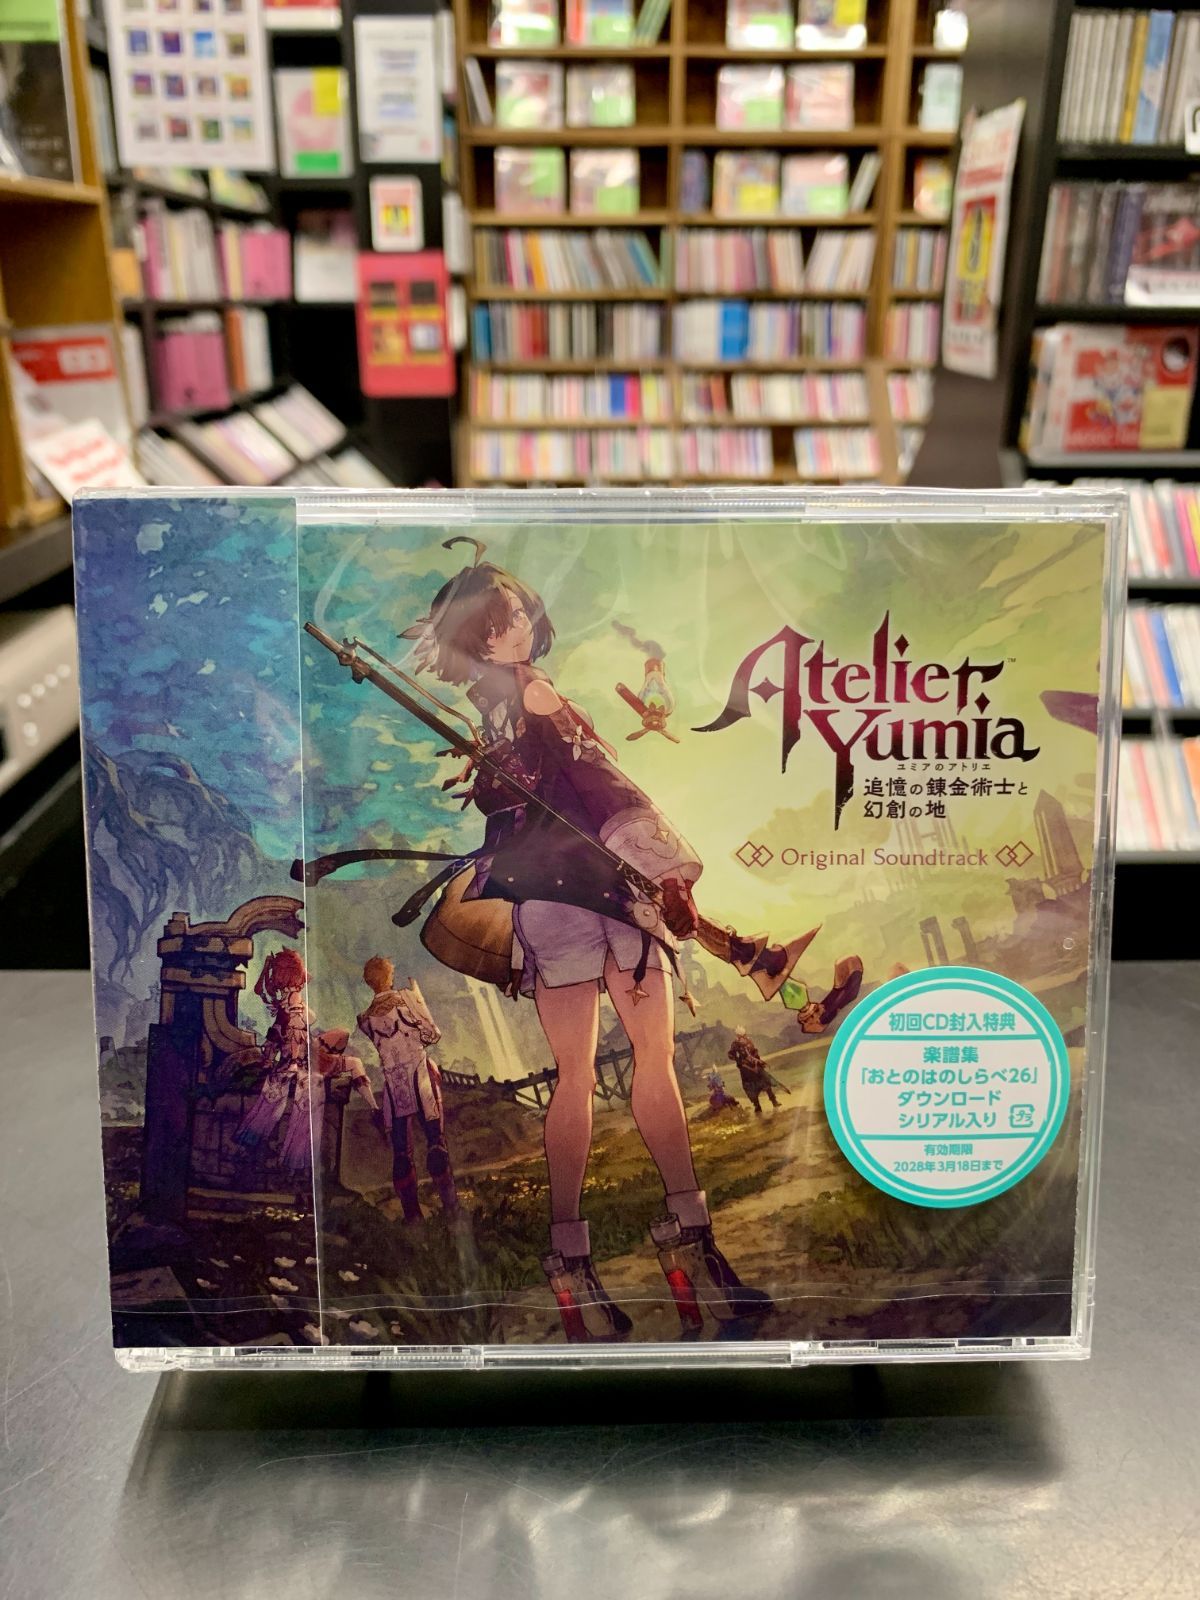 Atelier
Yumia
™
ユミアのアトリエ
追憶の錬金術士と
幻創の地
Original Soundtrack
初回CD封入特典
楽譜集
「おとのはのしらべ26」
ダウンロード
シリアル入り
プラ
有効期限
2028年3月18日まで